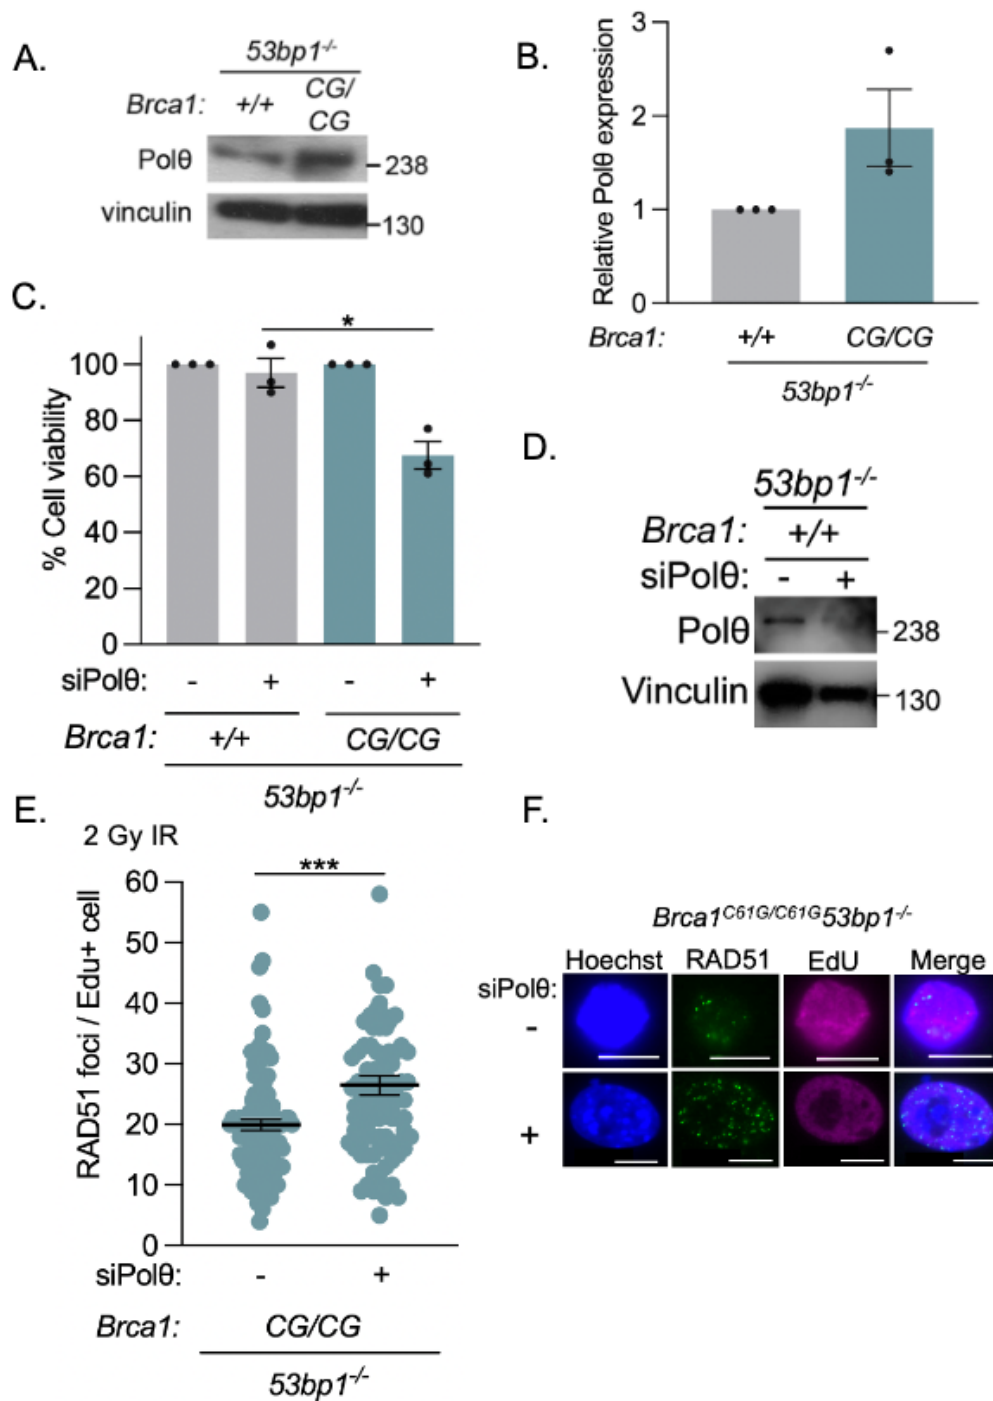 A.
53bp1-/-
Brca1: +/+ CG/
CG
Polθ 238
vinculin 130
B.
Relative Polθ expression
3
2
1
0
Brca1: +/+ CG/CG
53bp1-/-
C.
% Cell viability
*
100
80
60
40
20
0
siPolθ: - + - +
Brca1: +/+ CG/CG
53bp1-/-
D.
53bp1-/-
Brca1: +/+
siPolθ: - +
Polθ 238
Vinculin 130
E.
2 Gy IR
***
RAD51 foci / Edu+ cell
60
50
40
30
20
10
0
siPolθ: - +
Brca1: CG/CG
53bp1-/-
F.
Brca1C61G/C61G53bp1-/-
Hoechst RAD51 EdU Merge
siPolθ:
-
+